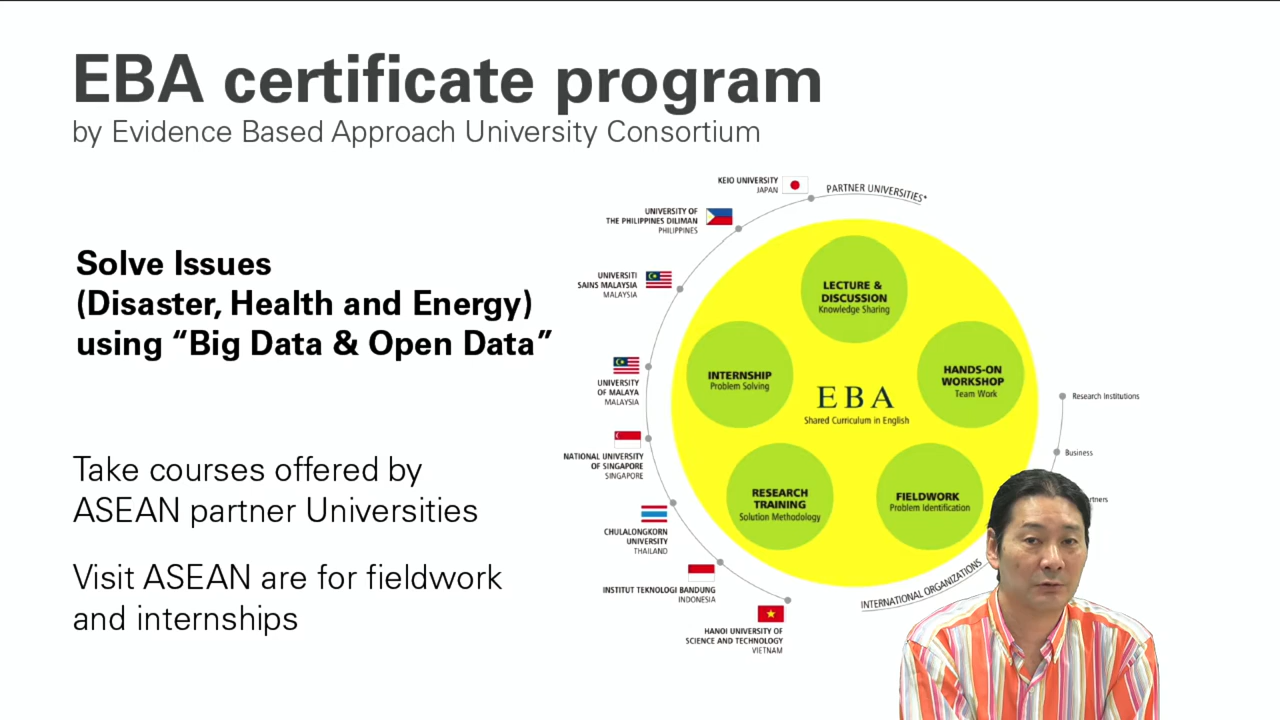 EBA certificate program
by Evidence Based Approach University Consortium
Solve Issues
(Disaster, Health and Energy)
using “Big Data & Open Data”
Take courses offered by
ASEAN partner Universities
Visit ASEAN are for fieldwork
and internships
KEIO UNIVERSITY
JAPAN
PARTNER UNIVERSITIES*
UNIVERSITY OF
THE PHILIPPINES DILIMAN
PHILIPPINES
UNIVERSITI
SAINS MALAYSIA
MALAYSIA
UNIVERSITY
OF MALAYA
MALAYSIA
NATIONAL UNIVERSITY
OF SINGAPORE
SINGAPORE
CHULALONGKORN
UNIVERSITY
THAILAND
INSTITUT TEKNOLOGI BANDUNG
INDONESIA
HANOI UNIVERSITY OF
SCIENCE AND TECHNOLOGY
VIETNAM
LECTURE &
DISCUSSION
Knowledge Sharing
INTERNSHIP
Problem Solving
HANDS-ON
WORKSHOP
Team Work
EBA
Shared Curriculum in English
RESEARCH
TRAINING
Solution Methodology
FIELDWORK
Problem Identification
Research Institutions
Business
INTERNATIONAL ORGANIZATIONS